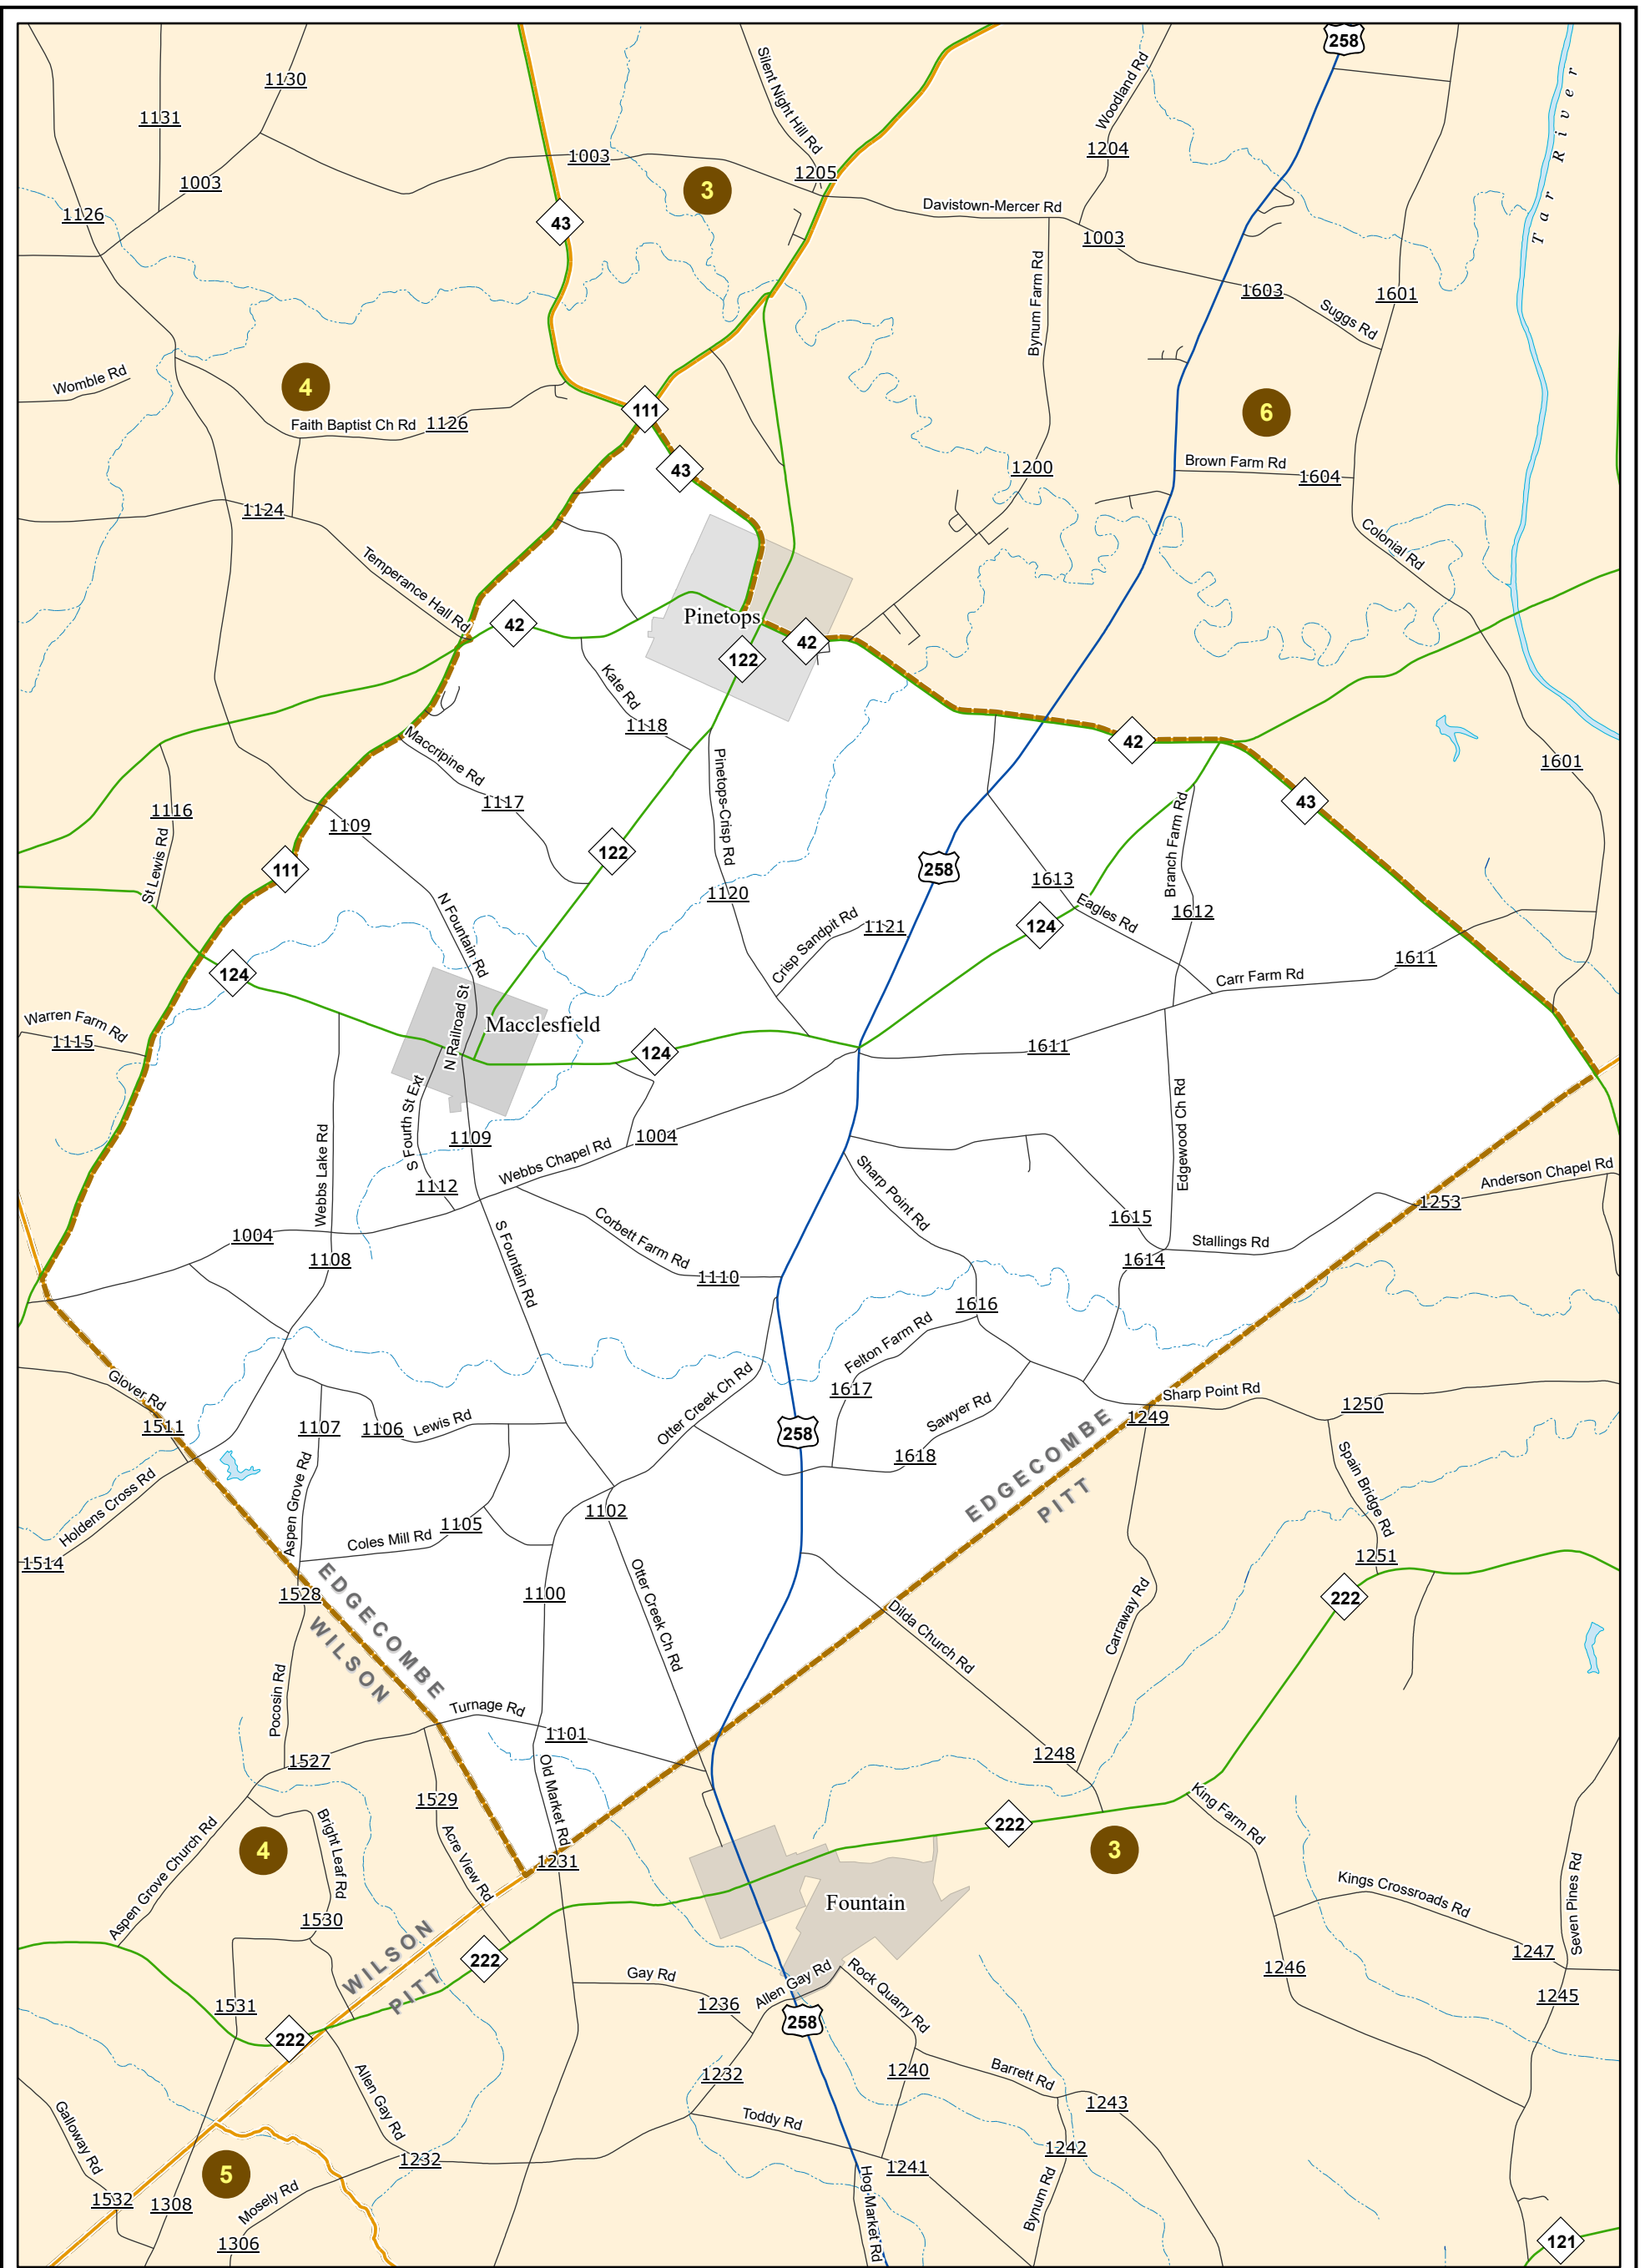 258
Silent Night Hill Rd
Woodland Rd
Tar River
1130
1131
1204
1003
1205
3
1003
Davistown-Mercer Rd
1126
43
1003
Bynum Farm Rd
1603
1601
Suggs Rd
Womble Rd
4
111
6
Faith Baptist Ch Rd
1126
43
1200
Brown Farm Rd
1604
1124
Colonial Rd
Temperance Hall Rd
Pinetops
42
42
122
Kate Rd
1118
42
Maccripine Rd
Pinetops-Crisp Rd
1601
1117
43
1116
1109
St Lewis Rd
122
Branch Farm Rd
111
258
1613
1120
Eagles Rd
1612
N Fountain Rd
Crisp Sandpit Rd
1121
124
1611
124
Carr Farm Rd
N Railroad St
Macclesfield
Warren Farm Rd
1115
124
1611
S Fourth St Ext
Edgewood Ch Rd
1109
1004
Webbs Lake Rd
Webbs Chapel Rd
Sharp Point Rd
Anderson Chapel Rd
1112
1253
1004
Corbett Farm Rd
1615
Stallings Rd
1108
S Fountain Rd
1110
1614
1616
Felton Farm Rd
Glover Rd
Otter Creek Ch Rd
1617
Sharp Point Rd
1250
1511
1107
1106
Lewis Rd
Sawyer Rd
1249
258
1618
EDGECOMBE
PITT
Holdens Cross Rd
Aspen Grove Rd
Spain Bridge Rd
1102
1105
Coles Mill Rd
1514
1251
1528
EDGECOMBE
WILSON
1100
Otter Creek Ch Rd
Dilda Church Rd
Carraway Rd
222
Pocosin Rd
Turnage Rd
1101
1527
1248
Old Market Rd
1529
King Farm Rd
Aspen Grove Church Rd
4
Bright Leaf Rd
Acre View Rd
222
3
1231
Fountain
Kings Crossroads Rd
Seven Pines Rd
1530
WILSON
PITT
222
1247
Gay Rd
Allen Gay Rd
Rock Quarry Rd
1246
1531
1236
1245
222
258
Allen Gay Rd
1232
1240
Barrett Rd
1243
Galloway Rd
Toddy Rd
1242
1232
5
1241
1532
1308
Mosely Rd
Hog-Market Rd
Bynum Rd
1306
121